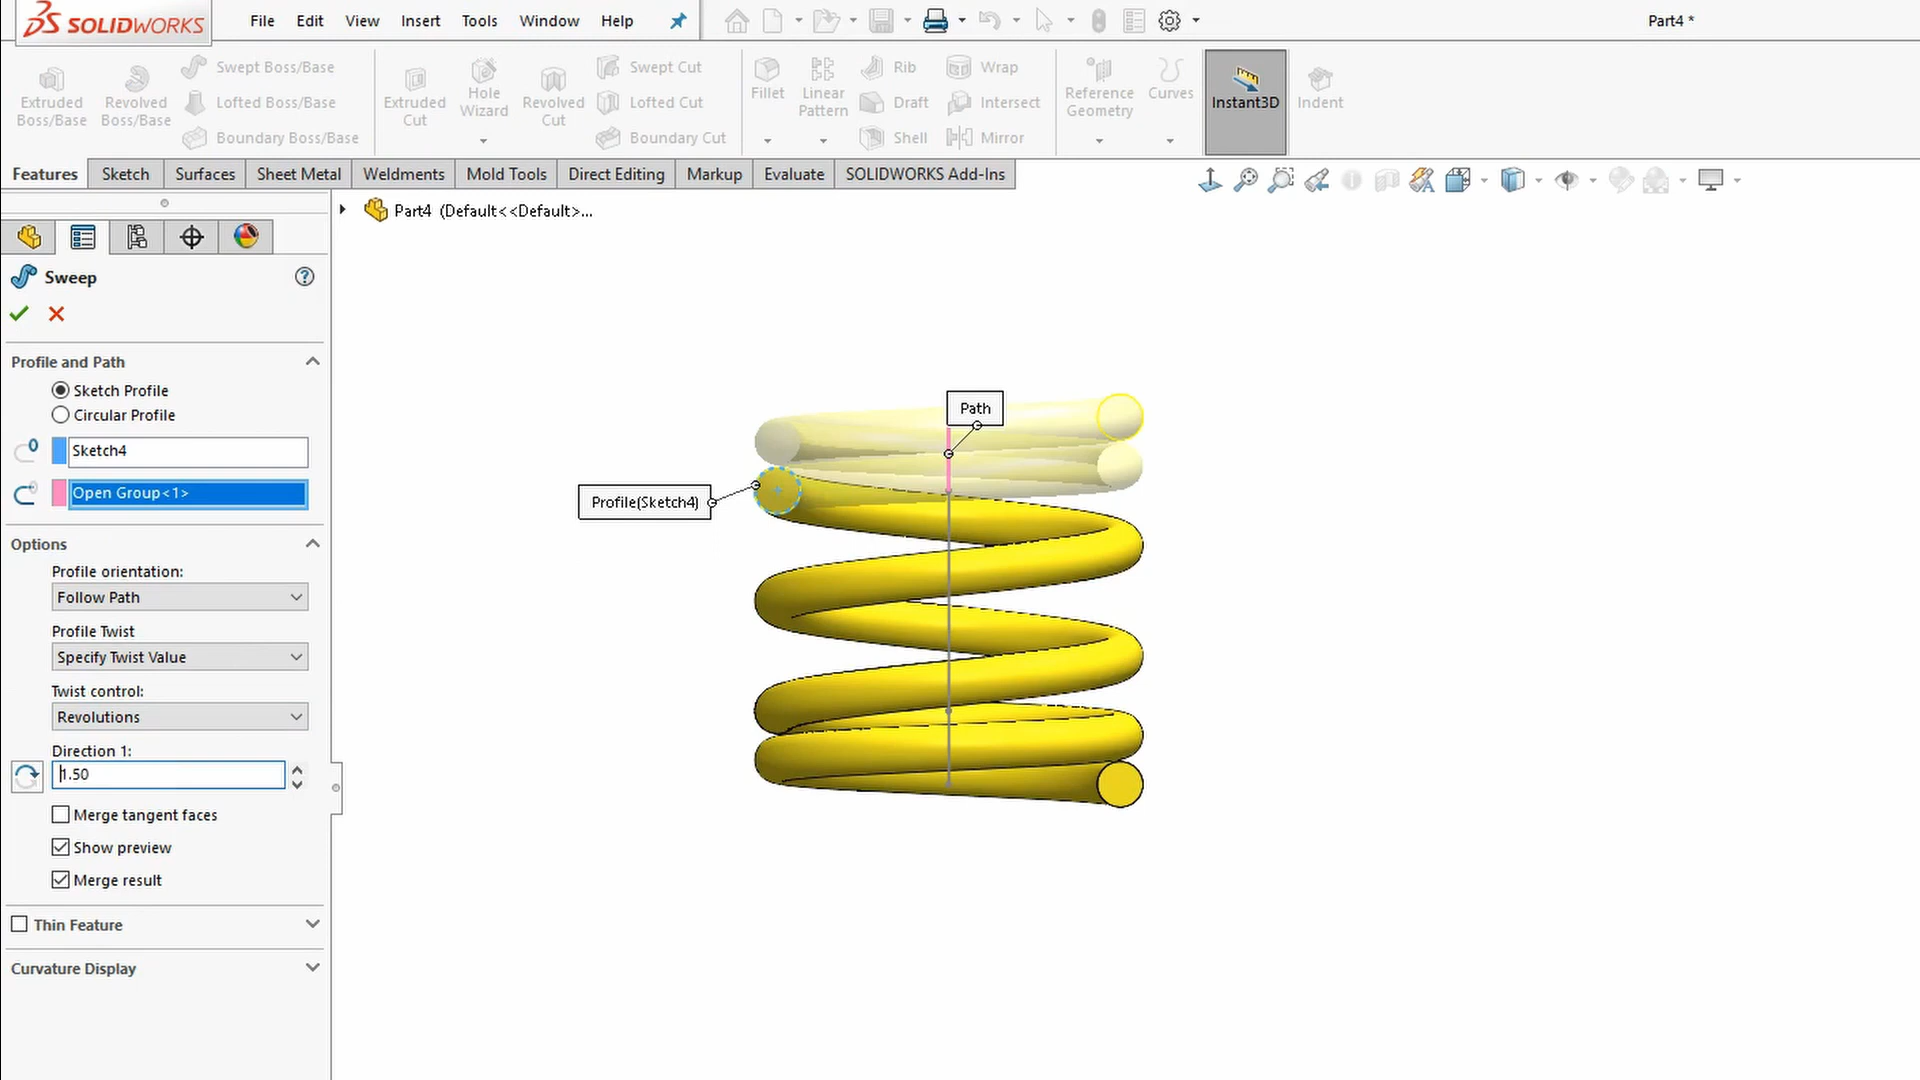 SOLIDWORKS File Edit View Insert Tools Window Help Part4 *
Extruded Boss/Base
Revolved Boss/Base
Swept Boss/Base
Lofted Boss/Base
Boundary Boss/Base
Extruded Cut
Hole Wizard
Revolved Cut
Swept Cut
Lofted Cut
Boundary Cut
Fillet
Linear Pattern
Rib
Draft
Shell
Wrap
Intersect
Mirror
Reference Geometry
Curves
Instant3D
Indent
Features Sketch Surfaces Sheet Metal Weldments Mold Tools Direct Editing Markup Evaluate SOLIDWORKS Add-Ins
Part4 (Default<<Default>...
Sweep
Profile and Path
Sketch Profile
Circular Profile
Sketch4
Open Group<1>
Options
Profile orientation:
Follow Path
Profile Twist
Specify Twist Value
Twist control:
Revolutions
Direction 1:
1.50
Merge tangent faces
Show preview
Merge result
Thin Feature
Curvature Display
Path
Profile(Sketch4)